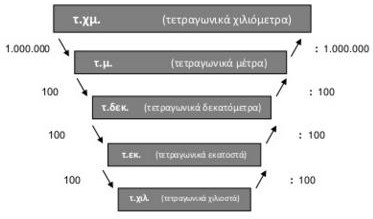 τ.χμ. (τετραγωνικά χιλιόμετρα)
1.000.000 : 1.000.000
τ.μ. (τετραγωνικά μέτρα)
100 : 100
τ.δεκ. (τετραγωνικά δεκατόμετρα)
100 : 100
τ.εκ. (τετραγωνικά εκατοστά)
100 : 100
τ.χιλ. (τετραγωνικά χιλιοστά)